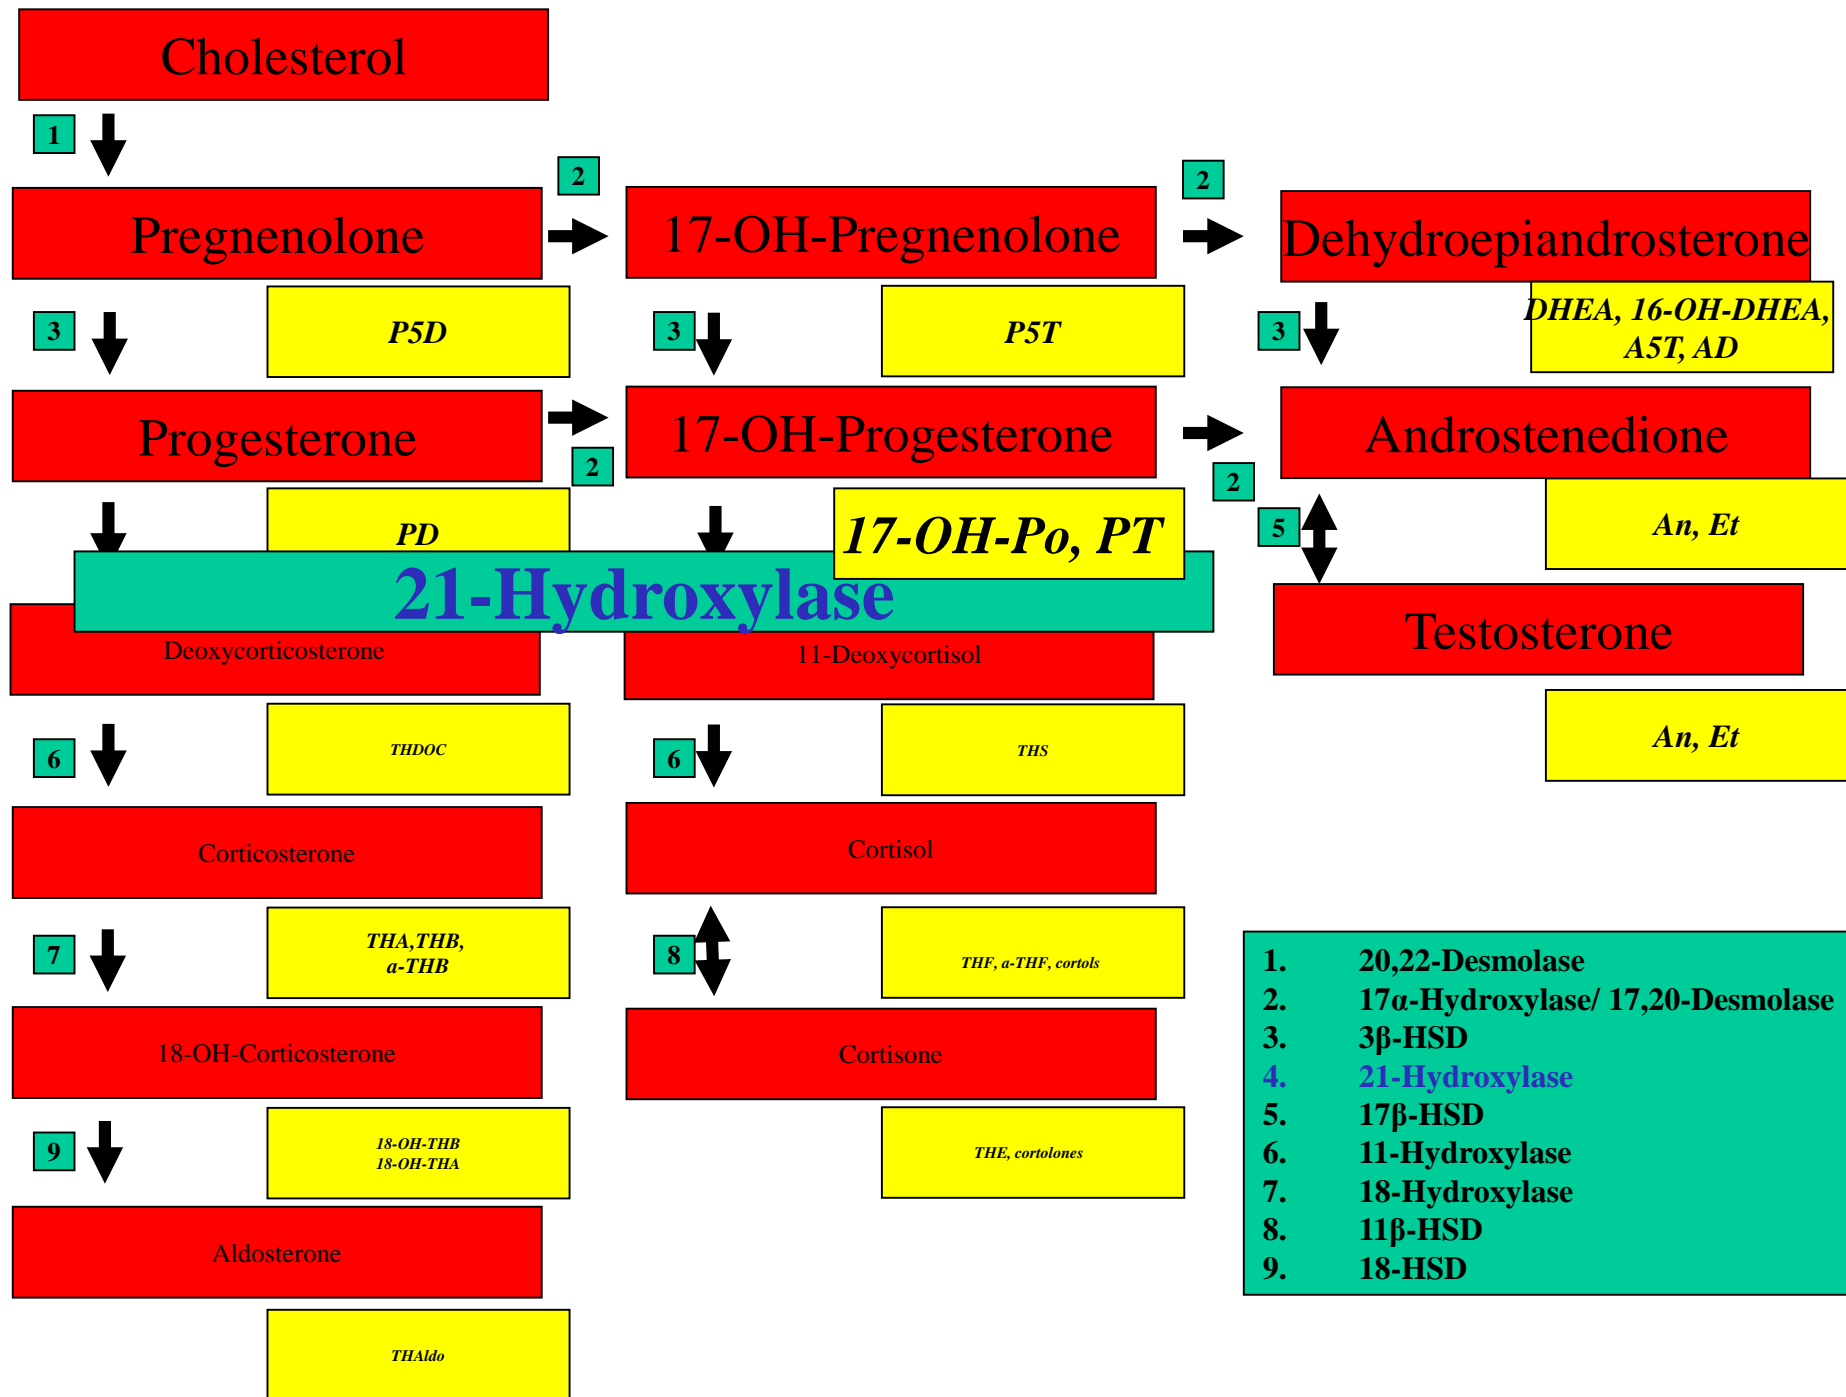 Cholesterol
1
2
2
Pregnenolone
17-OH-Pregnenolone
Dehydroepiandrosterone
3
P5D
3
P5T
3
DHEA, 16-OH-DHEA,
A5T, AD
Progesterone
2
17-OH-Progesterone
2
Androstenedione
PD
17-OH-Po, PT
5
An, Et
21-Hydroxylase
Deoxycorticosterone
11-Deoxycortisol
Testosterone
6
THDOC
6
THS
An, Et
Corticosterone
Cortisol
7
THA,THB,
a-THB
8
THF, a-THF, cortols
18-OH-Corticosterone
Cortisone
9
18-OH-THB
18-OH-THA
THE, cortolones
Aldosterone
THAldo
1. 20,22-Desmolase
2. 17α-Hydroxylase/ 17,20-Desmolase
3. 3β-HSD
4. 21-Hydroxylase
5. 17β-HSD
6. 11-Hydroxylase
7. 18-Hydroxylase
8. 11β-HSD
9. 18-HSD